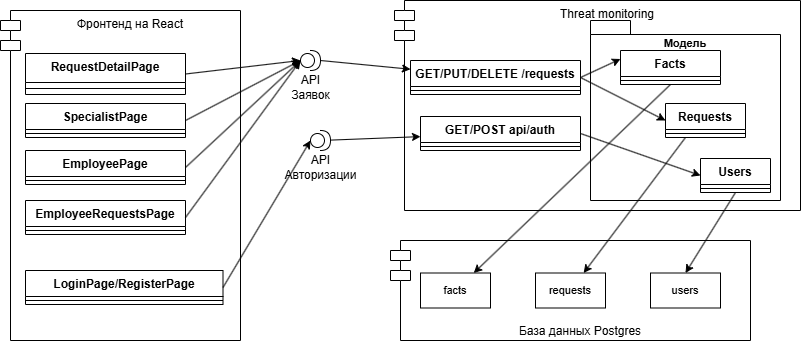 Фронтенд на React
RequestDetailPage
SpecialistPage
EmployeePage
EmployeeRequestsPage
LoginPage/RegisterPage
API
Заявок
API
Авторизации
Threat monitoring
GET/PUT/DELETE /requests
GET/POST api/auth
Модель
Facts
Requests
Users
facts
requests
users
База данных Postgres